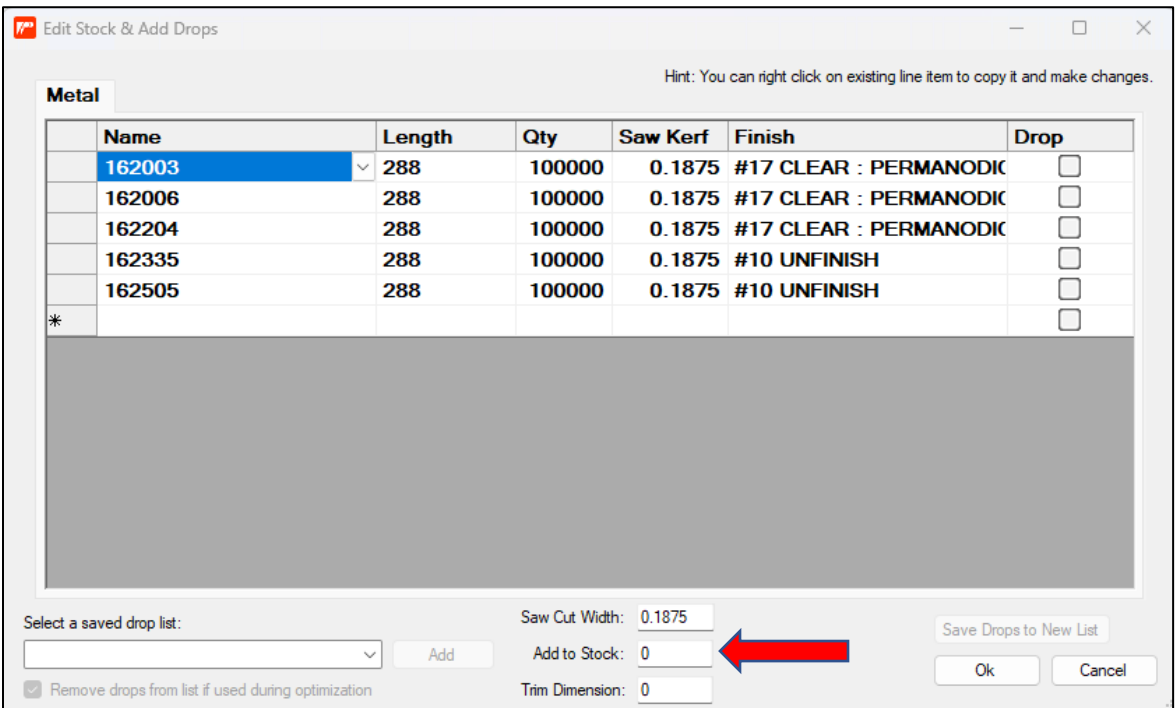 Edit Stock & Add Drops
Hint: You can right click on existing line item to copy it and make changes.
Metal
Name Length Qty Saw Kerf Finish Drop
162003 288 100000 0.1875 #17 CLEAR : PERMANODIC
162006 288 100000 0.1875 #17 CLEAR : PERMANODIC
162204 288 100000 0.1875 #17 CLEAR : PERMANODIC
162335 288 100000 0.1875 #10 UNFINISH
162505 288 100000 0.1875 #10 UNFINISH
*
Select a saved drop list:
Add
Remove drops from list if used during optimization
Saw Cut Width: 0.1875
Add to Stock: 0
Trim Dimension: 0
Save Drops to New List
Ok Cancel